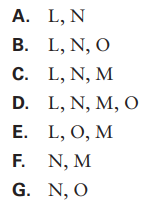 A. L, N
B. L, N, O
C. L, N, M
D. L, N, M, O
E. L, O, M
F. N, M
G. N, O